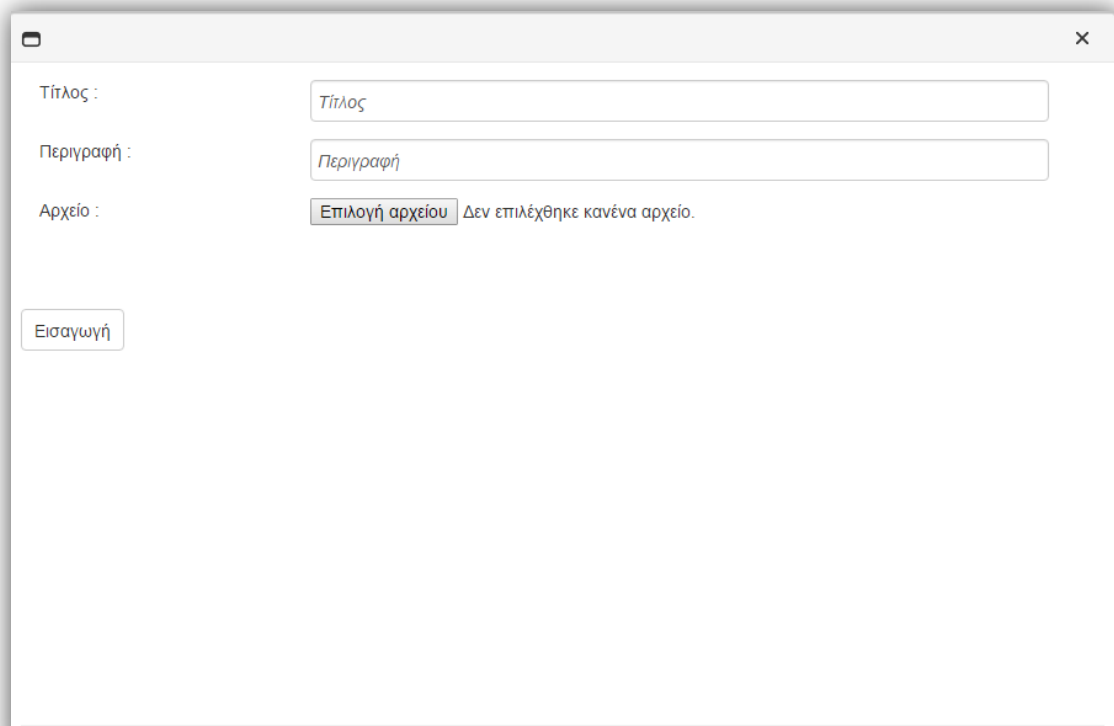 Τίτλος :
Τίτλος
Περιγραφή :
Περιγραφή
Αρχείο :
Επιλογή αρχείου Δεν επιλέχθηκε κανένα αρχείο.
Εισαγωγή